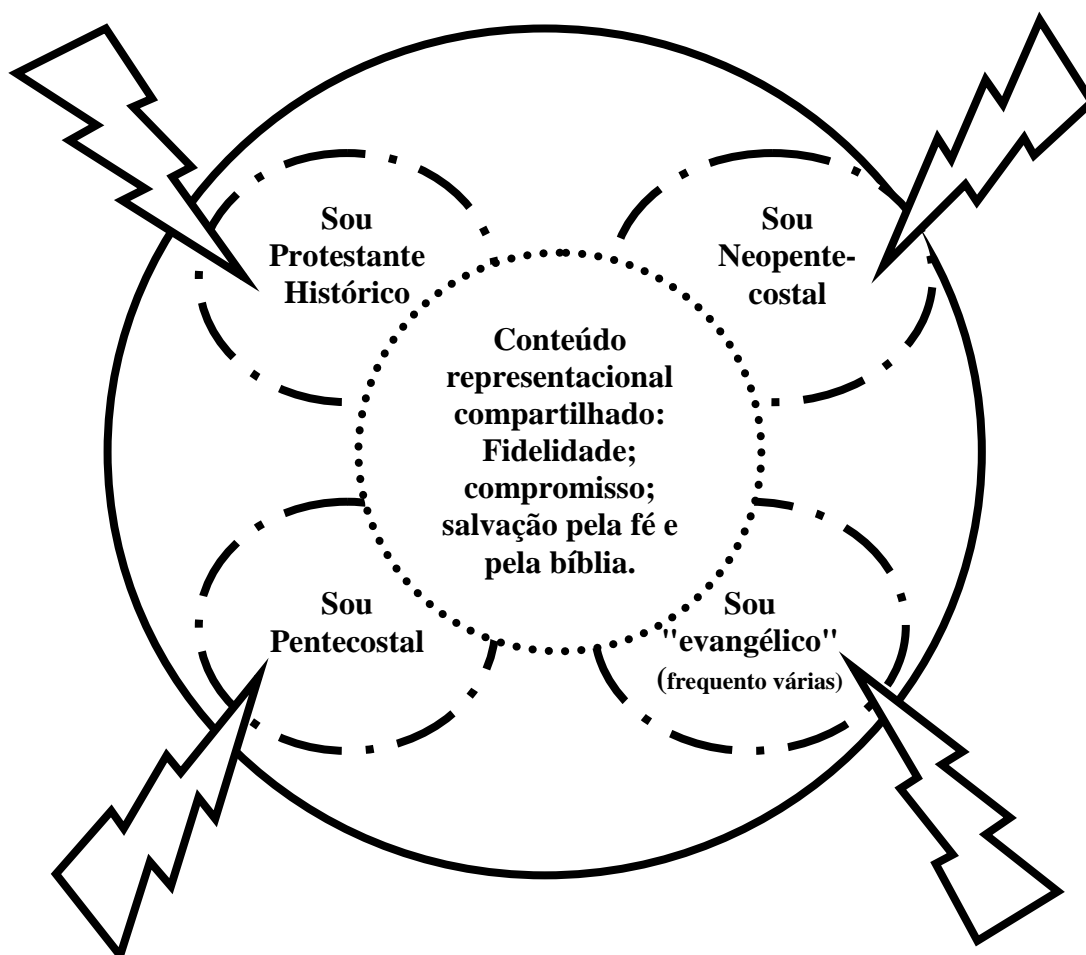 Sou
Protestante
Histórico
Sou
Neopente-
costal
Conteúdo
representacional
compartilhado:
Fidelidade;
compromisso;
salvação pela fé e
pela bíblia.
Sou
Pentecostal
Sou
"evangélico"
(frequento várias)